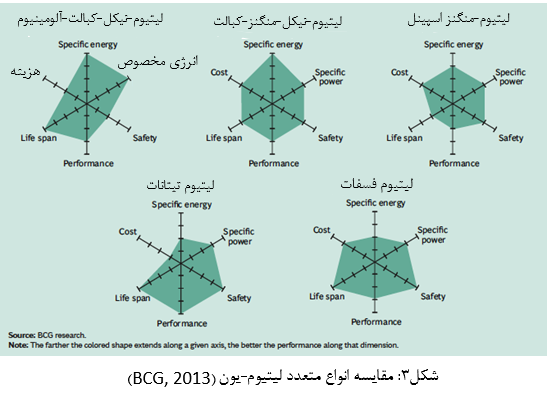 لیتیوم-نیکل-کبالت-آلومینیوم
Specific energy
هزینه
انرژی مخصوص
Life span
Safety
Performance
لیتیوم-نیکل-منگنز-کبالت
Specific energy
Cost
Specific power
Life span
Safety
Performance
لیتیوم-منگنز اسپینل
Specific energy
Cost
Specific power
Life span
Safety
Performance
لیتیوم تیتانات
Specific energy
Cost
Specific power
Life span
Safety
Performance
لیتیوم فسفات
Specific energy
Cost
Specific power
Life span
Safety
Performance
Source: BCG research.
Note: The farther the colored shape extends along a given axis, the better the performance along that dimension.
شکل۳: مقایسه انواع متعدد لیتیوم-یون (BCG, 2013)